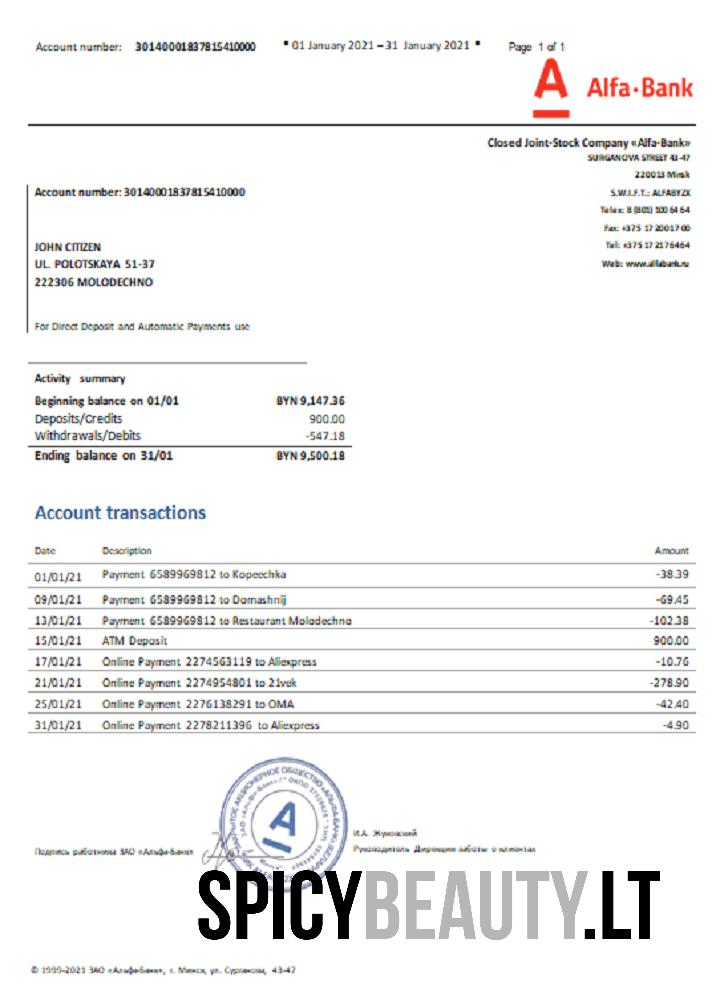 Account number: 30140001837815410000 " 01 January 2021 – 31 January 2021 " Page 1 of 1
Alfa·Bank
Closed Joint-Stock Company «Alfa-Bank»
SURGANOVA STREET 43-47
220013 Minsk
S.W.I.F.T.: ALFABY2X
Telex: 8 (801) 100 64 64
Fax: +375 17 200 17 00
Tel: +375 17 217 64 64
Web: www.alfabank.ru
Account number: 30140001837815410000
JOHN CITIZEN
UL. POLOTSKAYA 51-37
222306 MOLODECHNO
For Direct Deposit and Automatic Payments use
Activity summary
Beginning balance on 01/01 BYN 9,147.36
Deposits/Credits 900.00
Withdrawals/Debits -547.18
Ending balance on 31/01 BYN 9,500.18
Account transactions
Date Description Amount
01/01/21 Payment 6589969812 to Kopeechka -38.39
09/01/21 Payment 6589969812 to Domashnij -69.45
13/01/21 Payment 6589969812 to Restaurant Molodechno -102.38
15/01/21 ATM Deposit 900.00
17/01/21 Online Payment 2274563119 to Aliexpress -10.76
21/01/21 Online Payment 2274954801 to 21vek -278.90
25/01/21 Online Payment 2276138291 to OMA -42.40
31/01/21 Online Payment 2278211396 to Aliexpress -4.90
И.А. Жуковский
Подпись работника ЗАО «Альфа-Банк» Руководитель Дирекции заботы о клиентах
SPICYBEAUTY.LT
© 1999-2021 ЗАО «Альфа-Банк», г. Минск, ул. Сурганова, 43-47